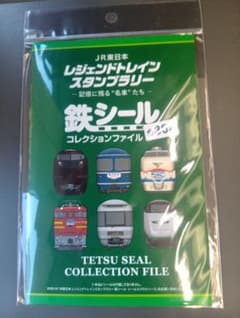 JR東日本
レジェンドトレイン
スタンプラリー
－記憶に残る“名車”たち－
鉄シール
コレクションファイル
TETSU SEAL
COLLECTION FILE